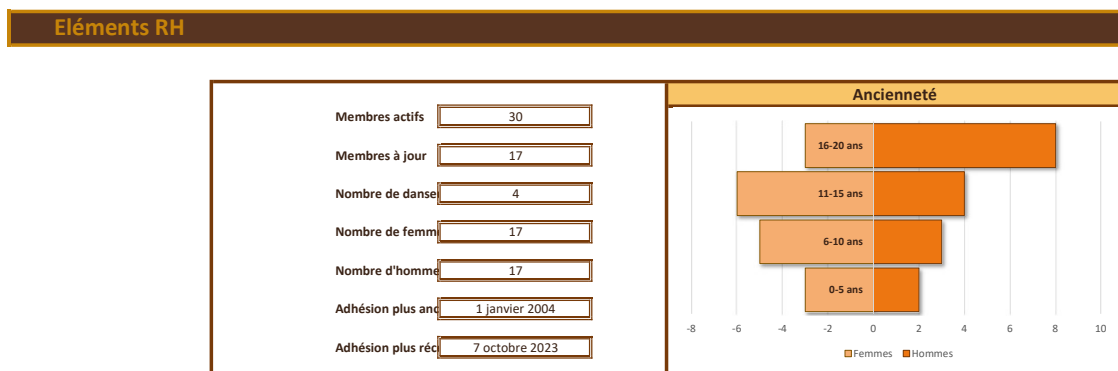 Eléments RH
Membres actifs 30
Membres à jour 17
Nombre de danse 4
Nombre de femm 17
Nombre d'homme 17
Adhésion plus anc 1 janvier 2004
Adhésion plus réc 7 octobre 2023
Ancienneté
16-20 ans
11-15 ans
6-10 ans
0-5 ans
-8 -6 -4 -2 0 2 4 6 8 10
Femmes Hommes